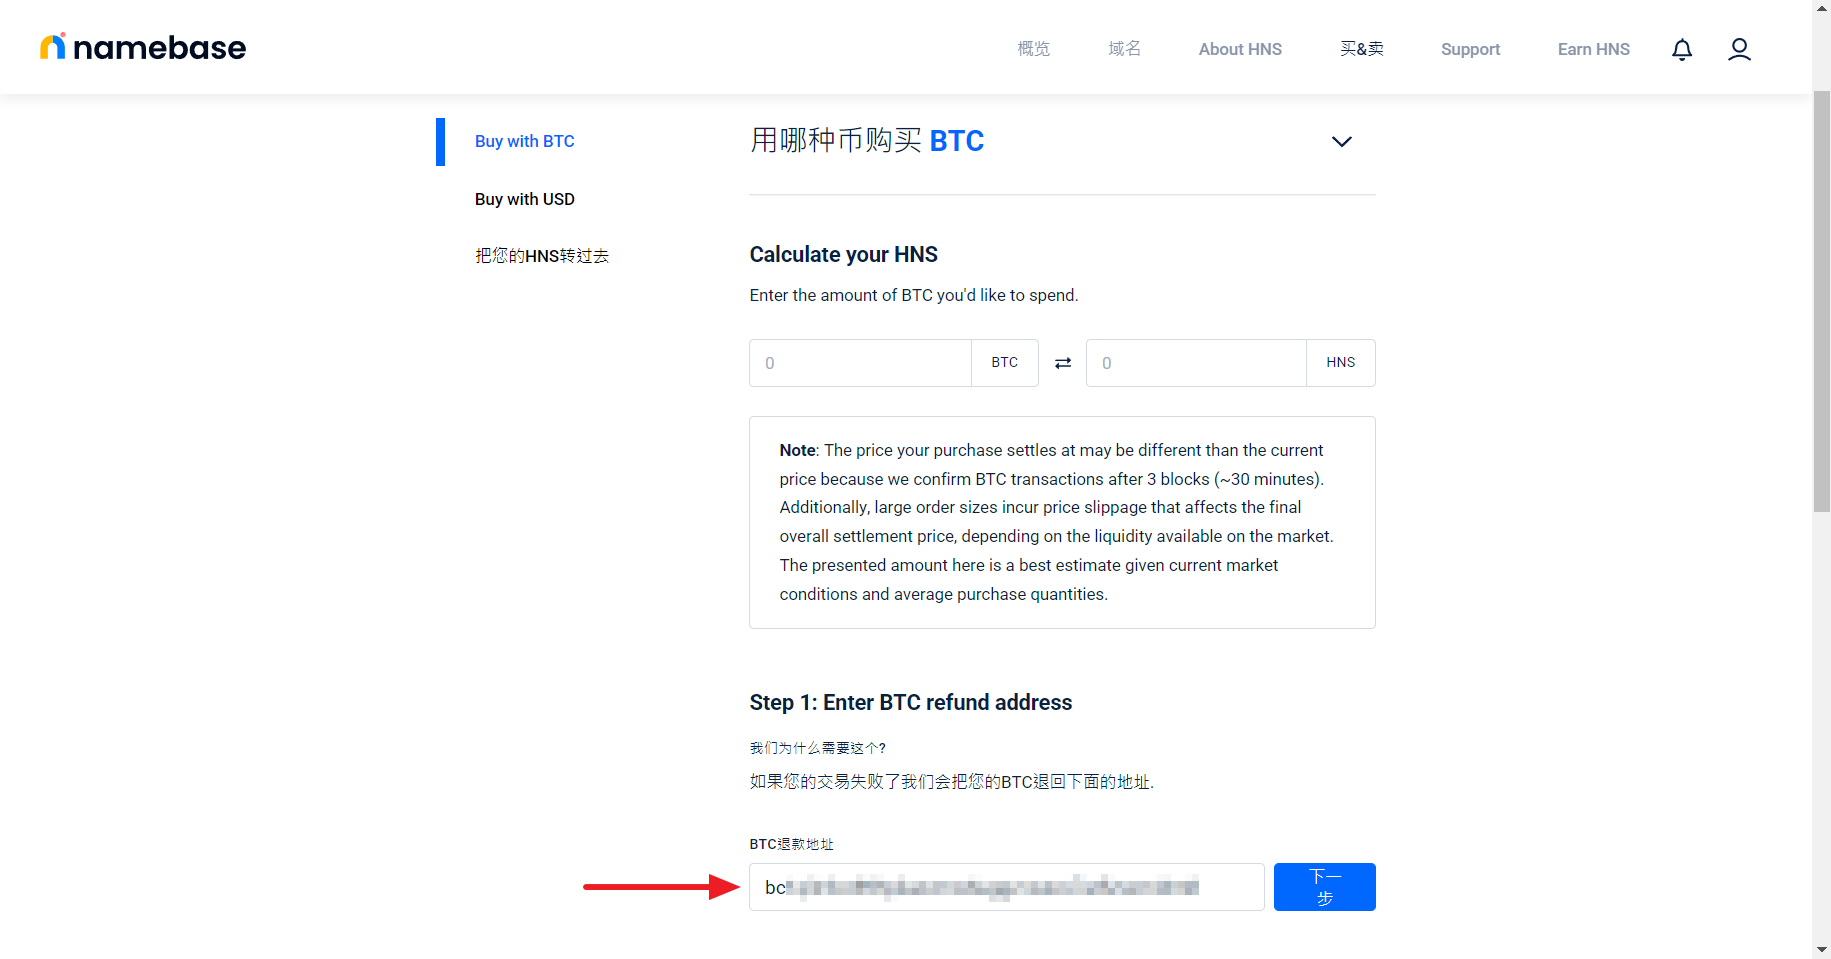 namebase
概览
域名
About HNS
买&卖
Support
Earn HNS
Buy with BTC
Buy with USD
把您的HNS转过去
用哪种币购买 BTC
Calculate your HNS
Enter the amount of BTC you'd like to spend.
0
BTC
0
HNS
Note: The price your purchase settles at may be different than the current
price because we confirm BTC transactions after 3 blocks (~30 minutes).
Additionally, large order sizes incur price slippage that affects the final
overall settlement price, depending on the liquidity available on the market.
The presented amount here is a best estimate given current market
conditions and average purchase quantities.
Step 1: Enter BTC refund address
我们为什么需要这个?
如果您的交易失败了我们会把您的BTC退回下面的地址.
BTC退款地址
bc
下一
步